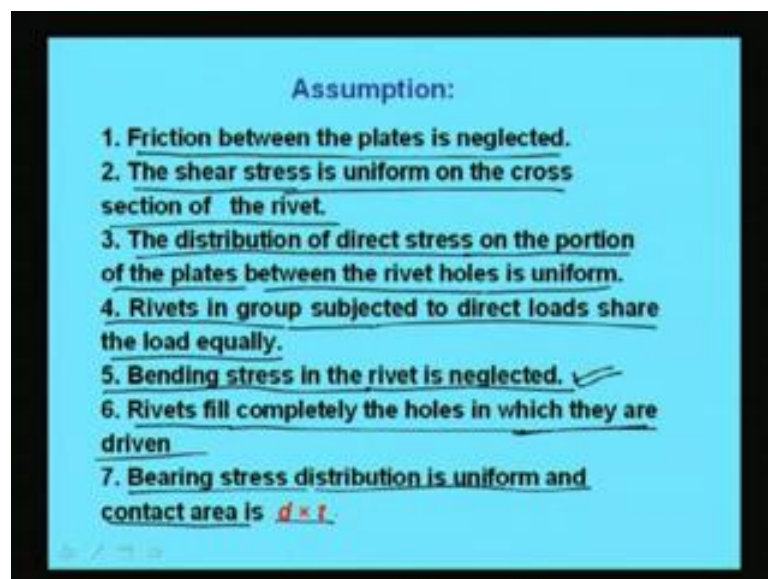 Assumption:
1. Friction between the plates is neglected.
2. The shear stress is uniform on the cross
section of the rivet.
3. The distribution of direct stress on the portion
of the plates between the rivet holes is uniform.
4. Rivets in group subjected to direct loads share
the load equally.
5. Bending stress in the rivet is neglected.
6. Rivets fill completely the holes in which they are
driven
7. Bearing stress distribution is uniform and
contact area is d × t